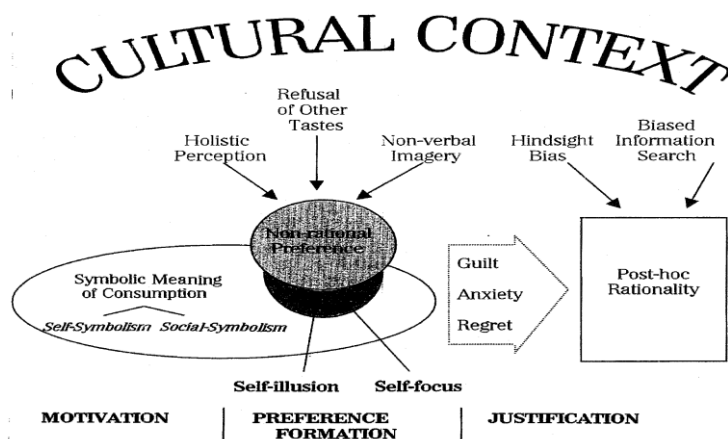 CULTURAL CONTEXT
Refusal
of Other
Tastes
Holistic
Perception
Non-verbal
Imagery
Hindsight
Bias
Biased
Information
Search
Non-rational
Preference
Symbolic Meaning
of Consumption
Self-Symbolism Social-Symbolism
Guilt
Anxiety
Regret
Post-hoc
Rationality
Self-illusion
Self-focus
MOTIVATION
PREFERENCE
FORMATION
JUSTIFICATION